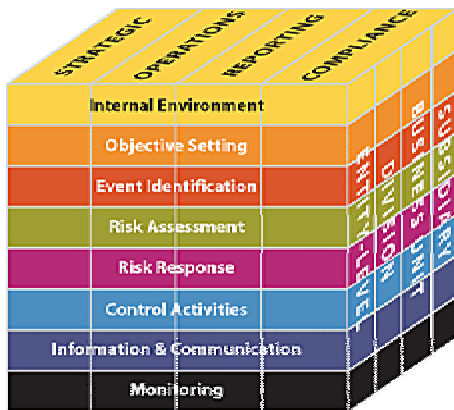 STRATEGIC
OPERATIONS
REPORTING
COMPLIANCE
Internal Environment
Objective Setting
Event Identification
Risk Assessment
Risk Response
Control Activities
Information & Communication
Monitoring
ENTITY-LEVEL
DIVISION
BUSINESS UNIT
SUBSIDIARY